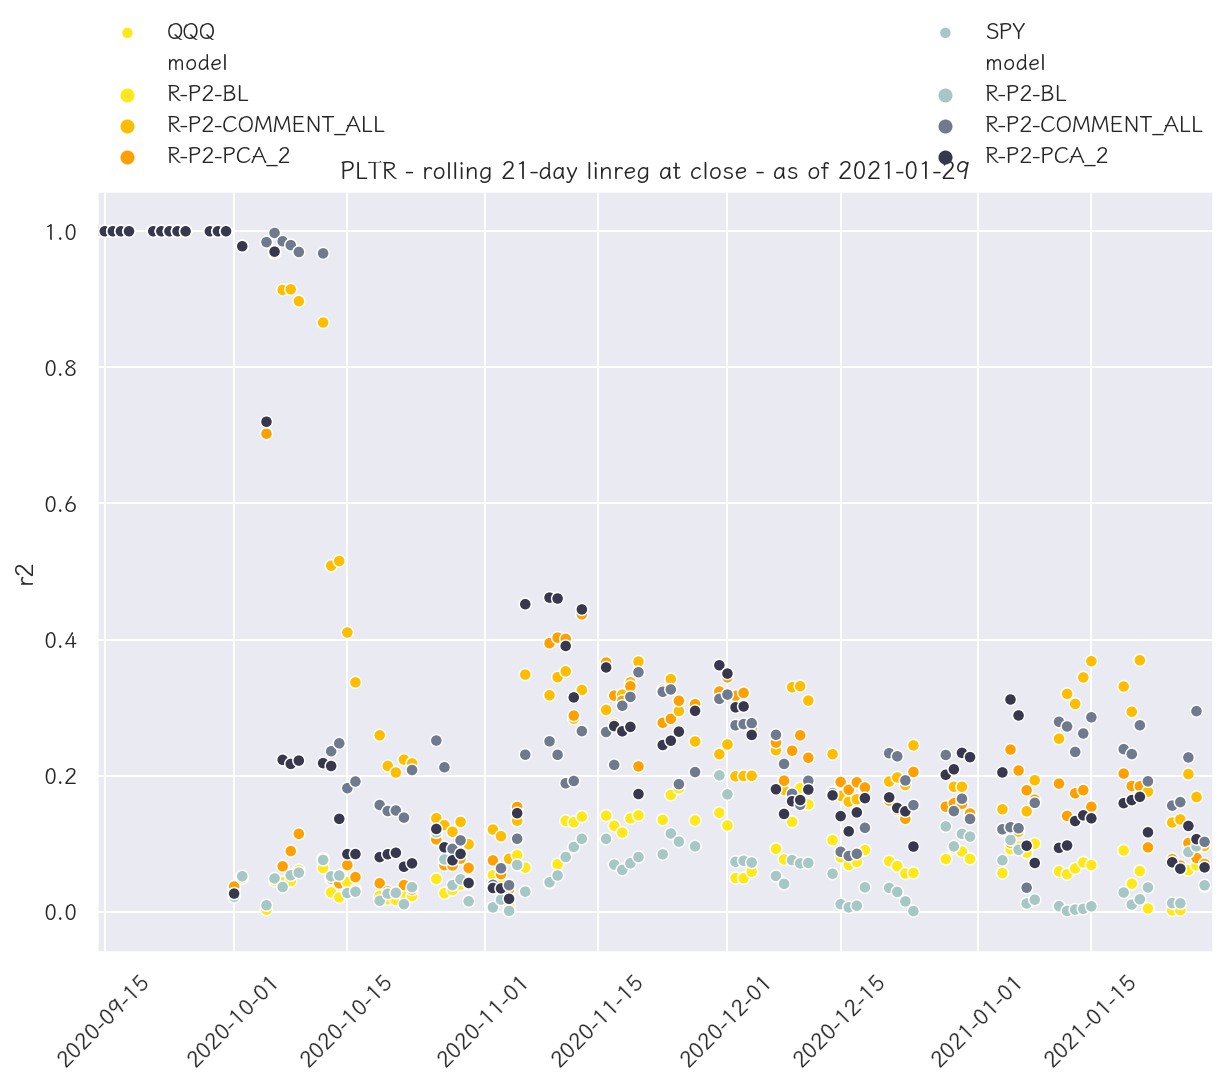 QQQ
model
R-P2-BL
R-P2-COMMENT_ALL
R-P2-PCA_2
SPY
model
R-P2-BL
R-P2-COMMENT_ALL
R-P2-PCA_2
PLTR - rolling 21-day linreg at close - as of 2021-01-29
1.0
0.8
0.6
0.4
0.2
0.0
r2
2020-09-15
2020-10-01
2020-10-15
2020-11-01
2020-11-15
2020-12-01
2020-12-15
2021-01-01
2021-01-15